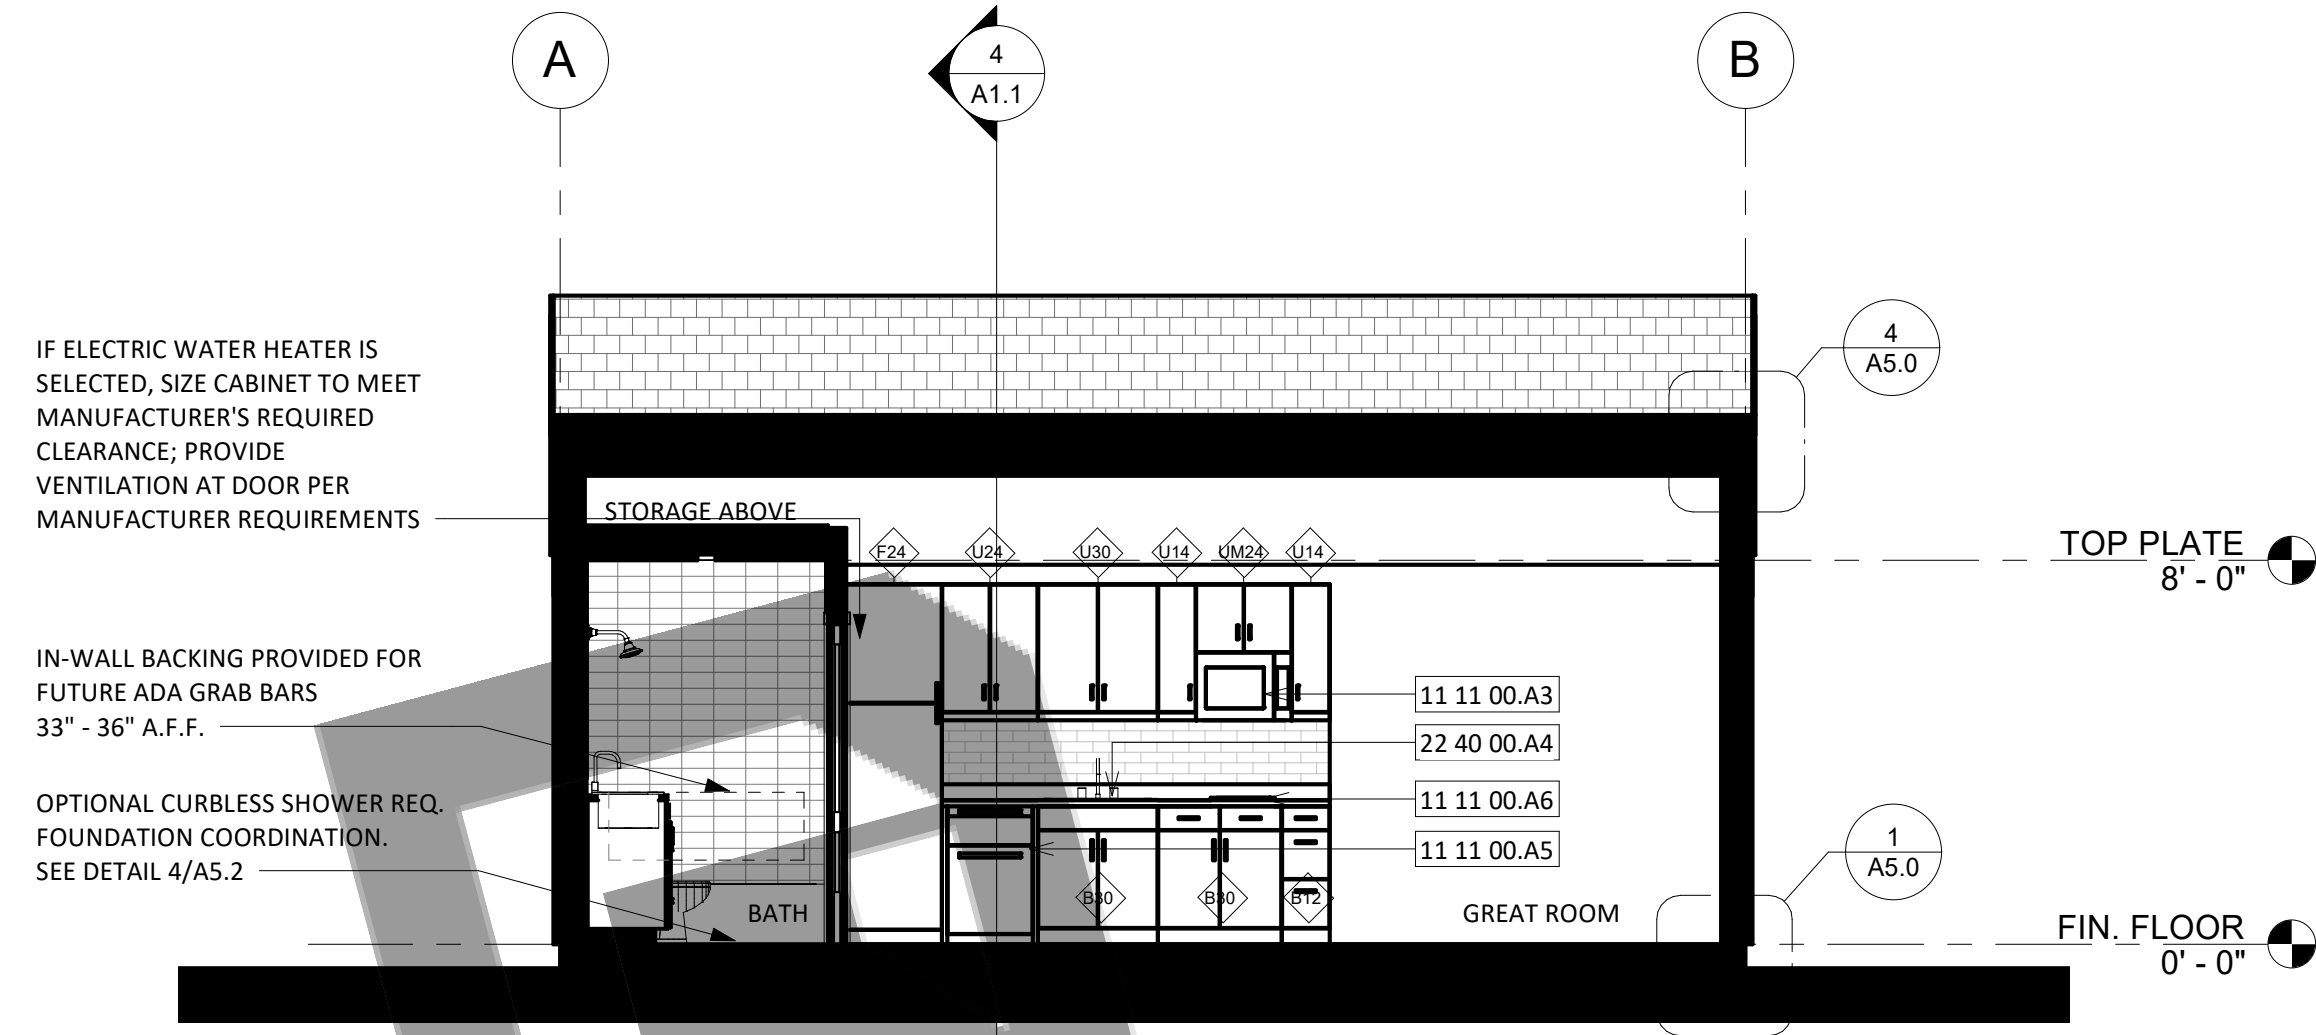 A
4
A1.1
B
IF ELECTRIC WATER HEATER IS
SELECTED, SIZE CABINET TO MEET
MANUFACTURER'S REQUIRED
CLEARANCE; PROVIDE
VENTILATION AT DOOR PER
MANUFACTURER REQUIREMENTS
4
A5.0
STORAGE ABOVE
F24
U24
U30
U14
UM24
U14
TOP PLATE
8' - 0"
IN-WALL BACKING PROVIDED FOR
FUTURE ADA GRAB BARS
33" - 36" A.F.F.
11 11 00.A3
22 40 00.A4
11 11 00.A6
11 11 00.A5
OPTIONAL CURBLESS SHOWER REQ.
FOUNDATION COORDINATION.
SEE DETAIL 4/A5.2
1
A5.0
B30
B30
B12
BATH
GREAT ROOM
FIN. FLOOR
0' - 0"